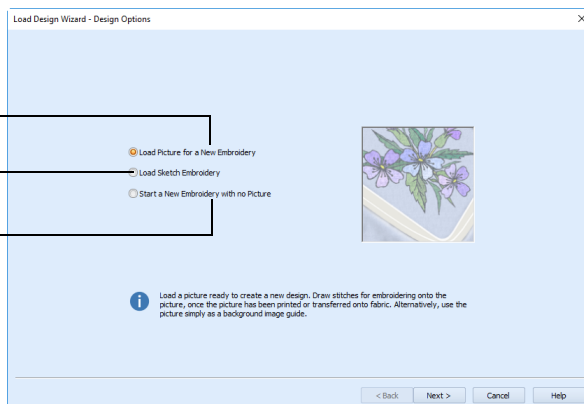 Load Design Wizard - Design Options
Load Picture for a New Embroidery
Load Sketch Embroidery
Start a New Embroidery with no Picture
Load a picture ready to create a new design. Draw stitches for embroidering onto the
picture, once the picture has been printed or transferred onto fabric. Alternatively, use the
picture simply as a background image guide.
< Back Next > Cancel Help